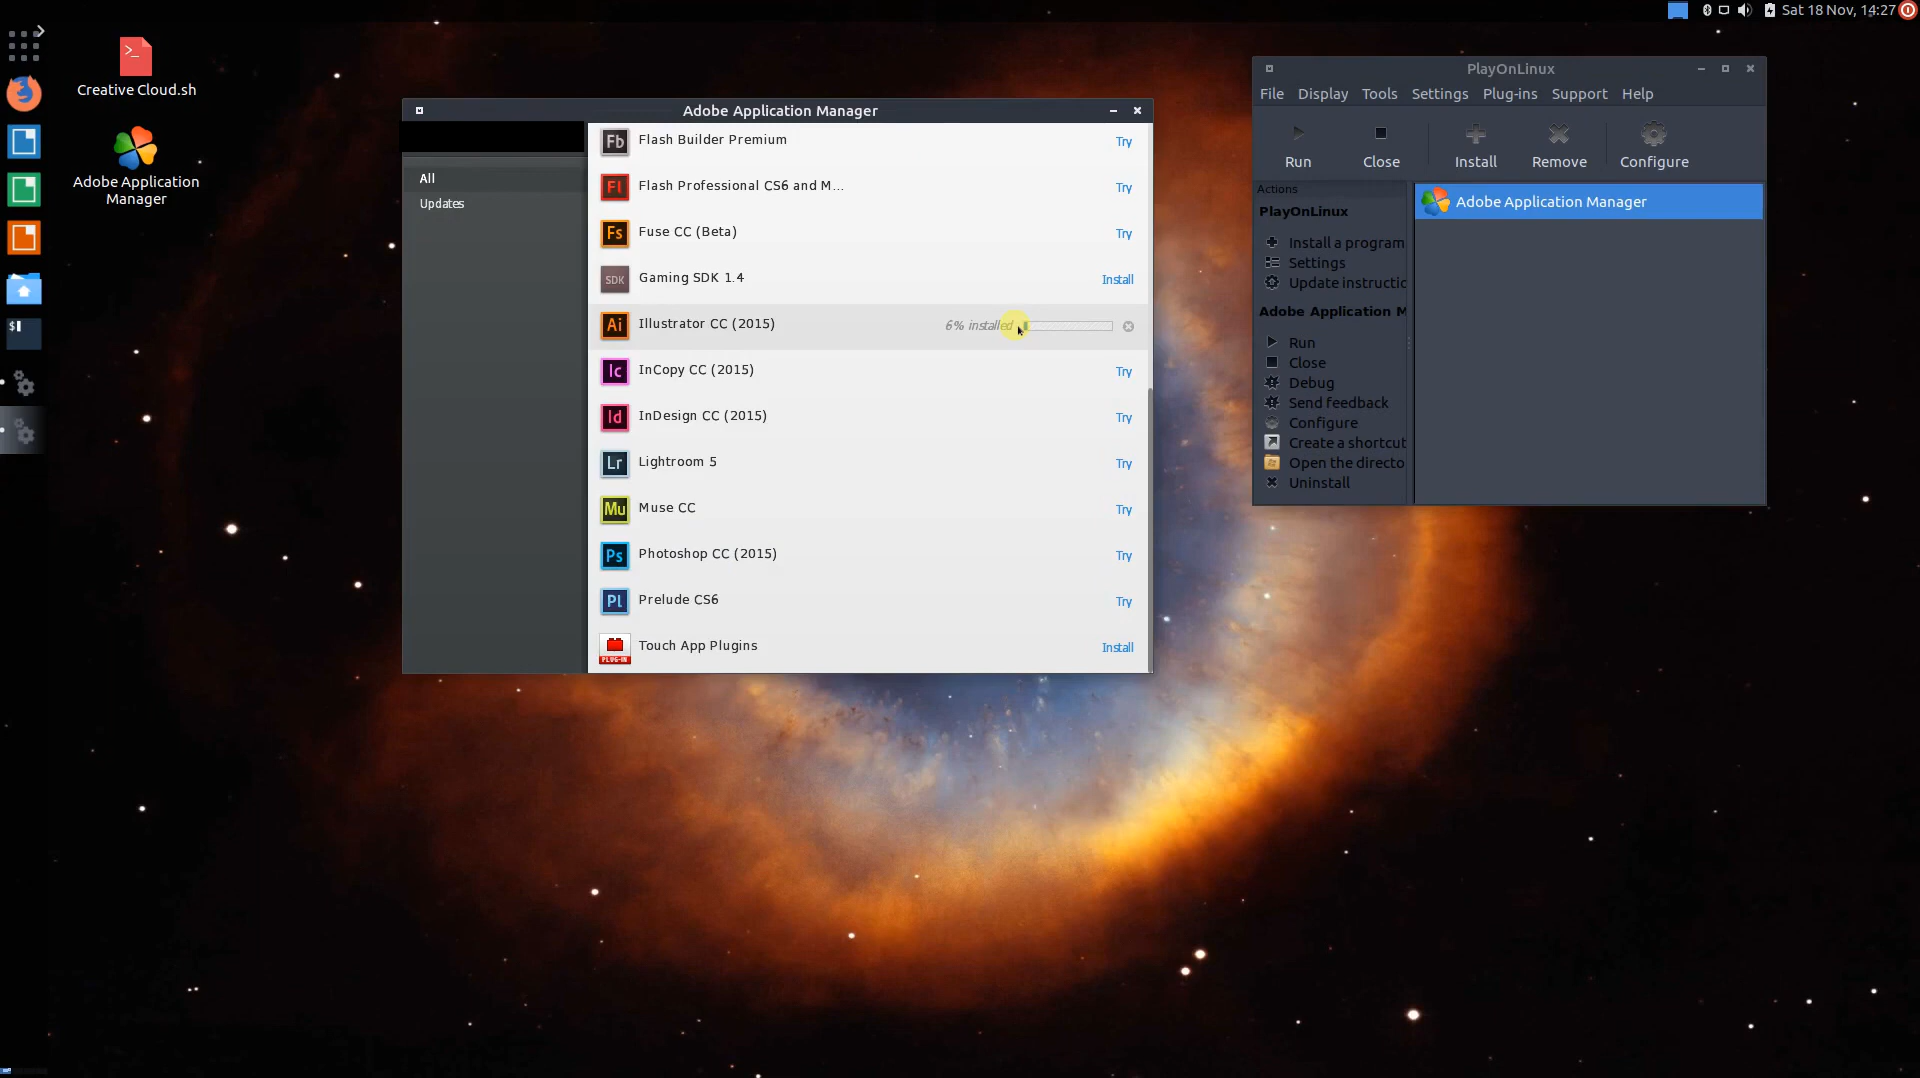 Sat 18 Nov, 14:27
>_
Creative Cloud.sh
Adobe Application
Manager
$
Adobe Application Manager
All
Updates
Fb Flash Builder Premium Try
Fl Flash Professional CS6 and M... Try
Fs Fuse CC (Beta) Try
SDK Gaming SDK 1.4 Install
Ai Illustrator CC (2015) 6% installed
Ic InCopy CC (2015) Try
Id InDesign CC (2015) Try
Lr Lightroom 5 Try
Mu Muse CC Try
Ps Photoshop CC (2015) Try
Pl Prelude CS6 Try
PLUG-IN Touch App Plugins Install
PlayOnLinux
File Display Tools Settings Plug-ins Support Help
Run Close Install Remove Configure
Actions
PlayOnLinux
Install a program
Settings
Update instructio
Adobe Application M
Run
Close
Debug
Send feedback
Configure
Create a shortcut
Open the directo
Uninstall
Adobe Application Manager